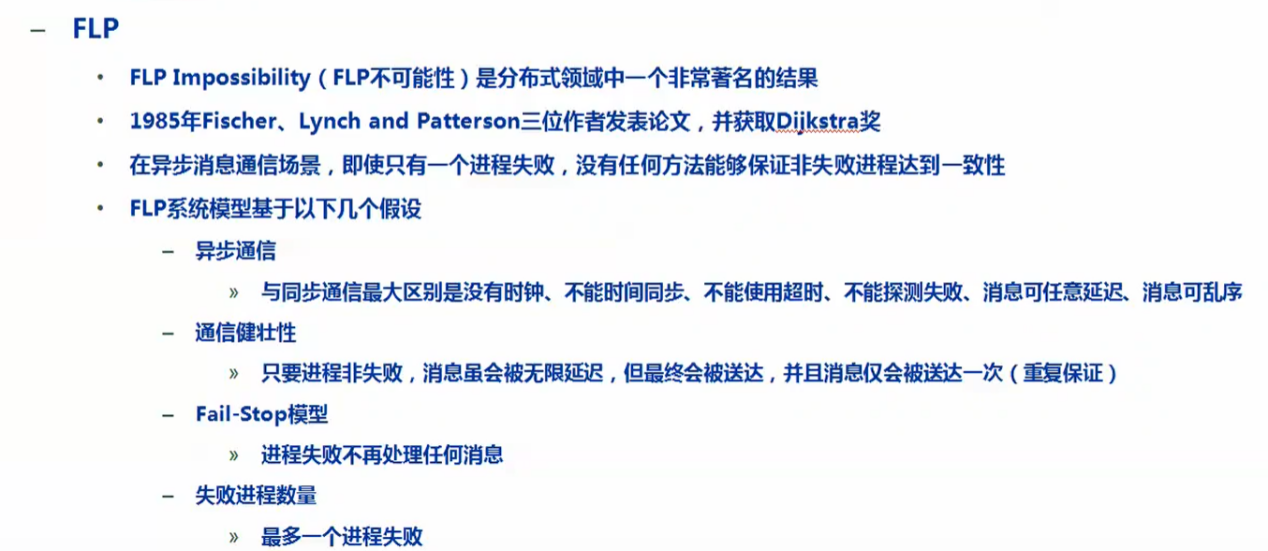 – FLP
• FLP Impossibility（FLP不可能性）是分布式领域中一个非常著名的结果
• 1985年Fischer、Lynch and Patterson三位作者发表论文，并获取Dijkstra奖
• 在异步消息通信场景，即使只有一个进程失败，没有任何方法能够保证非失败进程达到一致性
• FLP系统模型基于以下几个假设
– 异步通信
» 与同步通信最大区别是没有时钟、不能时间同步、不能使用超时、不能探测失败、消息可任意延迟、消息可乱序
– 通信健壮性
» 只要进程非失败，消息虽会被无限延迟，但最终会被送达，并且消息仅会被送达一次（重复保证）
– Fail-Stop模型
» 进程失败不再处理任何消息
– 失败进程数量
» 最多一个进程失败